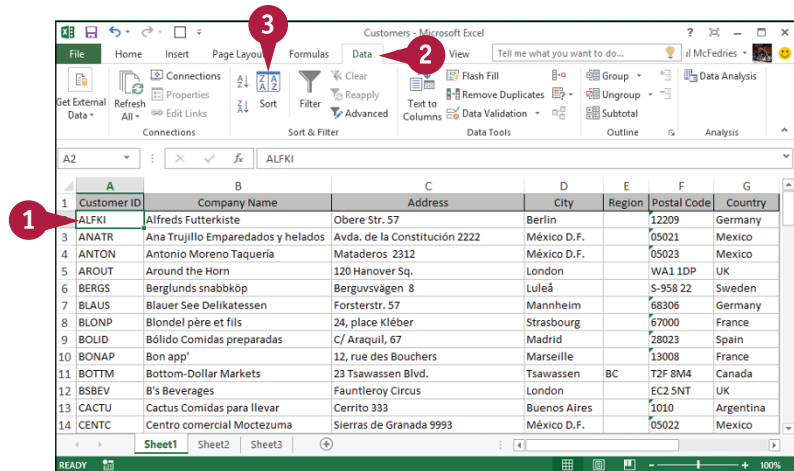 3
Customers - Microsoft Excel
?
File Home Insert Page Layout Formulas Data 2 View Tell me what you want to do... ul McFedries
Get External Data
Refresh All
Connections
Properties
Edit Links
Connections
Sort
Filter
Clear
Reapply
Advanced
Sort & Filter
Text to Columns
Flash Fill
Remove Duplicates
Data Validation
Data Tools
Group
Ungroup
Subtotal
Outline
Data Analysis
Analysis
A2 fx ALFKI
A B C D E F G
1 Customer ID Company Name Address City Region Postal Code Country
1 ALFKI Alfreds Futterkiste Obere Str. 57 Berlin 12209 Germany
3 ANATR Ana Trujillo Emparedados y helados Avda. de la Constitución 2222 México D.F. 05021 Mexico
4 ANTON Antonio Moreno Taquería Mataderos 2312 México D.F. 05023 Mexico
5 AROUT Around the Horn 120 Hanover Sq. London WA1 1DP UK
6 BERGS Berglunds snabbköp Berguvsvägen 8 Luleå S-958 22 Sweden
7 BLAUS Blauer See Delikatessen Forsterstr. 57 Mannheim 68306 Germany
8 BLONP Blondel père et fils 24, place Kléber Strasbourg 67000 France
9 BOLID Bólido Comidas preparadas C/ Araquil, 67 Madrid 28023 Spain
10 BONAP Bon app' 12, rue des Bouchers Marseille 13008 France
11 BOTTM Bottom-Dollar Markets 23 Tsawassen Blvd. Tsawassen BC T2F 8M4 Canada
12 BSBEV B's Beverages Fauntleroy Circus London EC2 5NT UK
13 CACTU Cactus Comidas para llevar Cerrito 333 Buenos Aires 1010 Argentina
14 CENTC Centro comercial Moctezuma Sierras de Granada 9993 México D.F. 05022 Mexico
Sheet1 Sheet2 Sheet3
READY 100%